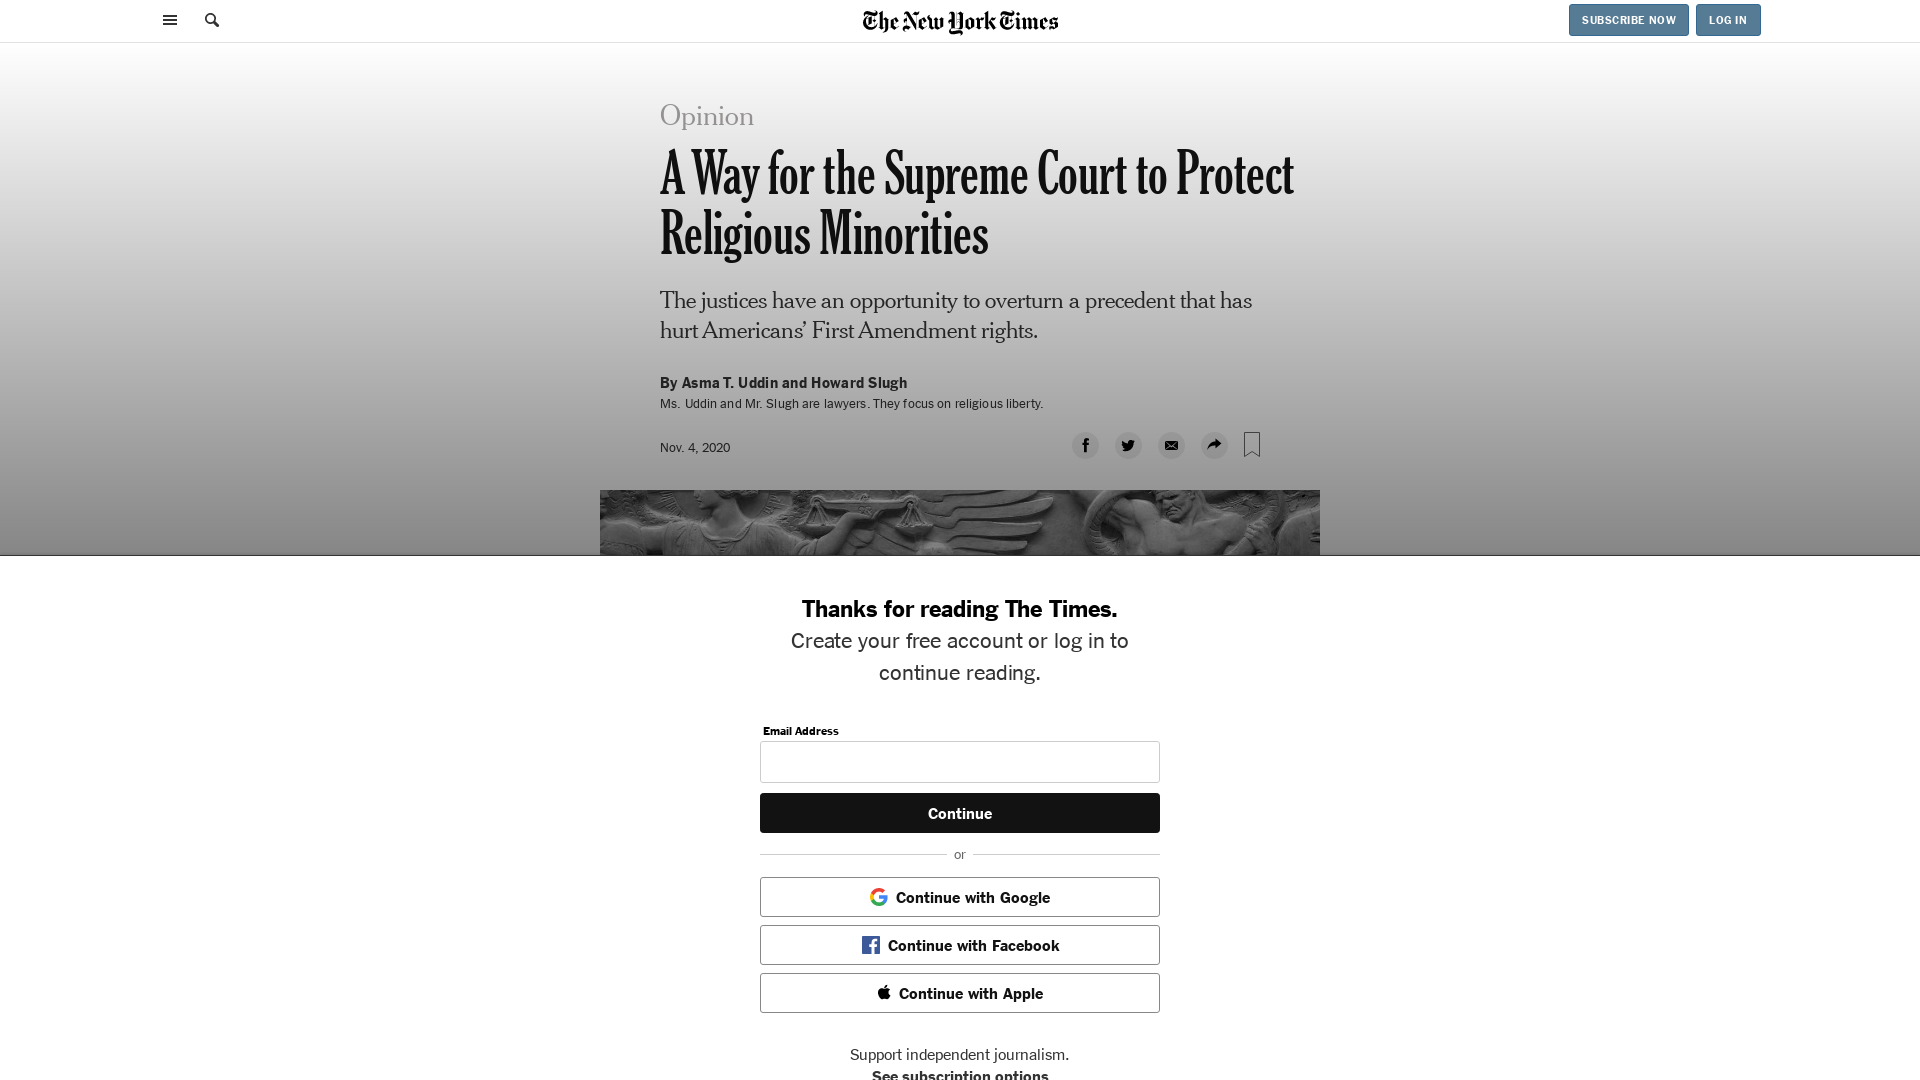 The New York Times
SUBSCRIBE NOW
LOG IN
Opinion
A Way for the Supreme Court to Protect
Religious Minorities
The justices have an opportunity to overturn a precedent that has
hurt Americans’ First Amendment rights.
By Asma T. Uddin and Howard Slugh
Ms. Uddin and Mr. Slugh are lawyers. They focus on religious liberty.
Nov. 4, 2020
Thanks for reading The Times.
Create your free account or log in to
continue reading.
Email Address
Continue
or
Continue with Google
Continue with Facebook
Continue with Apple
Support independent journalism.
See subscription options